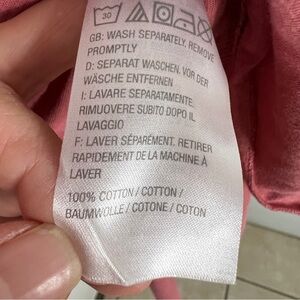 30
GB: WASH SEPARATELY. REMOVE
PROMPTLY
D: SEPARAT WASCHEN, VOR DER
WÄSCHE ENTFERNEN
I: LAVARE SEPARATAMENTE.
RIMUOVERE SUBITO DOPO IL
LAVAGGIO
F: LAVER SÉPARÉMENT. RETIRER
RAPIDEMENT DE LA MACHINE À
LAVER
100% COTTON / COTTON /
BAUMWOLLE / COTONE / COTON